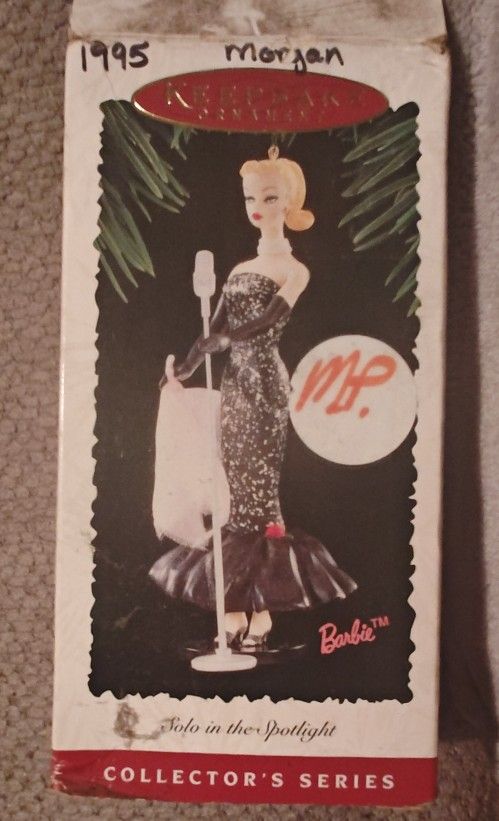 1995 Morgan
KEEPSAKE
ORNAMENT
MP.
Barbie™
Solo in the Spotlight
COLLECTOR'S SERIES